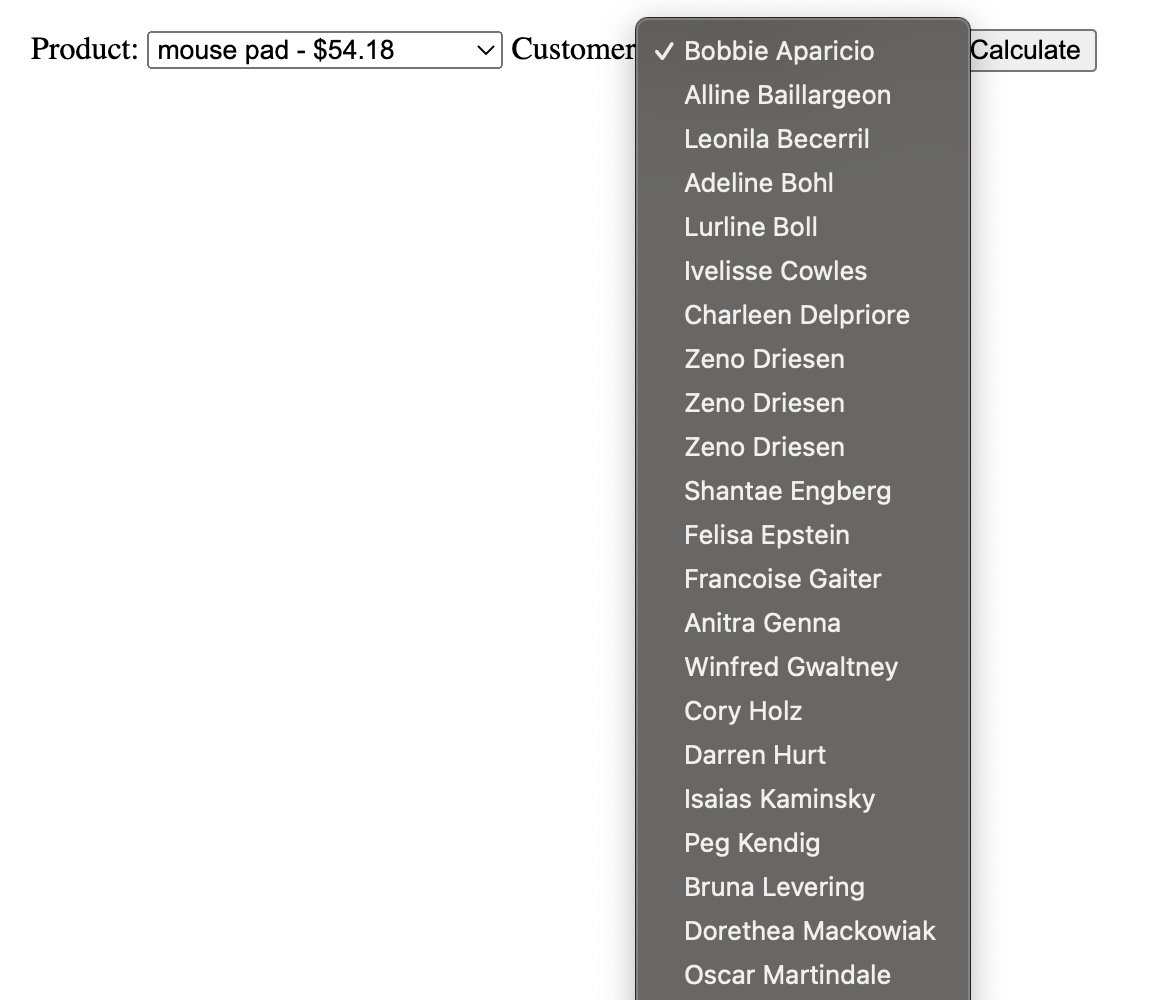 Product: mouse pad - $54.18 Customer ✓ Bobbie Aparicio Calculate
Alline Baillargeon
Leonila Becerril
Adeline Bohl
Lurline Boll
Ivelisse Cowles
Charleen Delpriore
Zeno Driesen
Zeno Driesen
Zeno Driesen
Shantae Engberg
Felisa Epstein
Francoise Gaiter
Anitra Genna
Winfred Gwaltney
Cory Holz
Darren Hurt
Isaias Kaminsky
Peg Kendig
Bruna Levering
Dorethea Mackowiak
Oscar Martindale